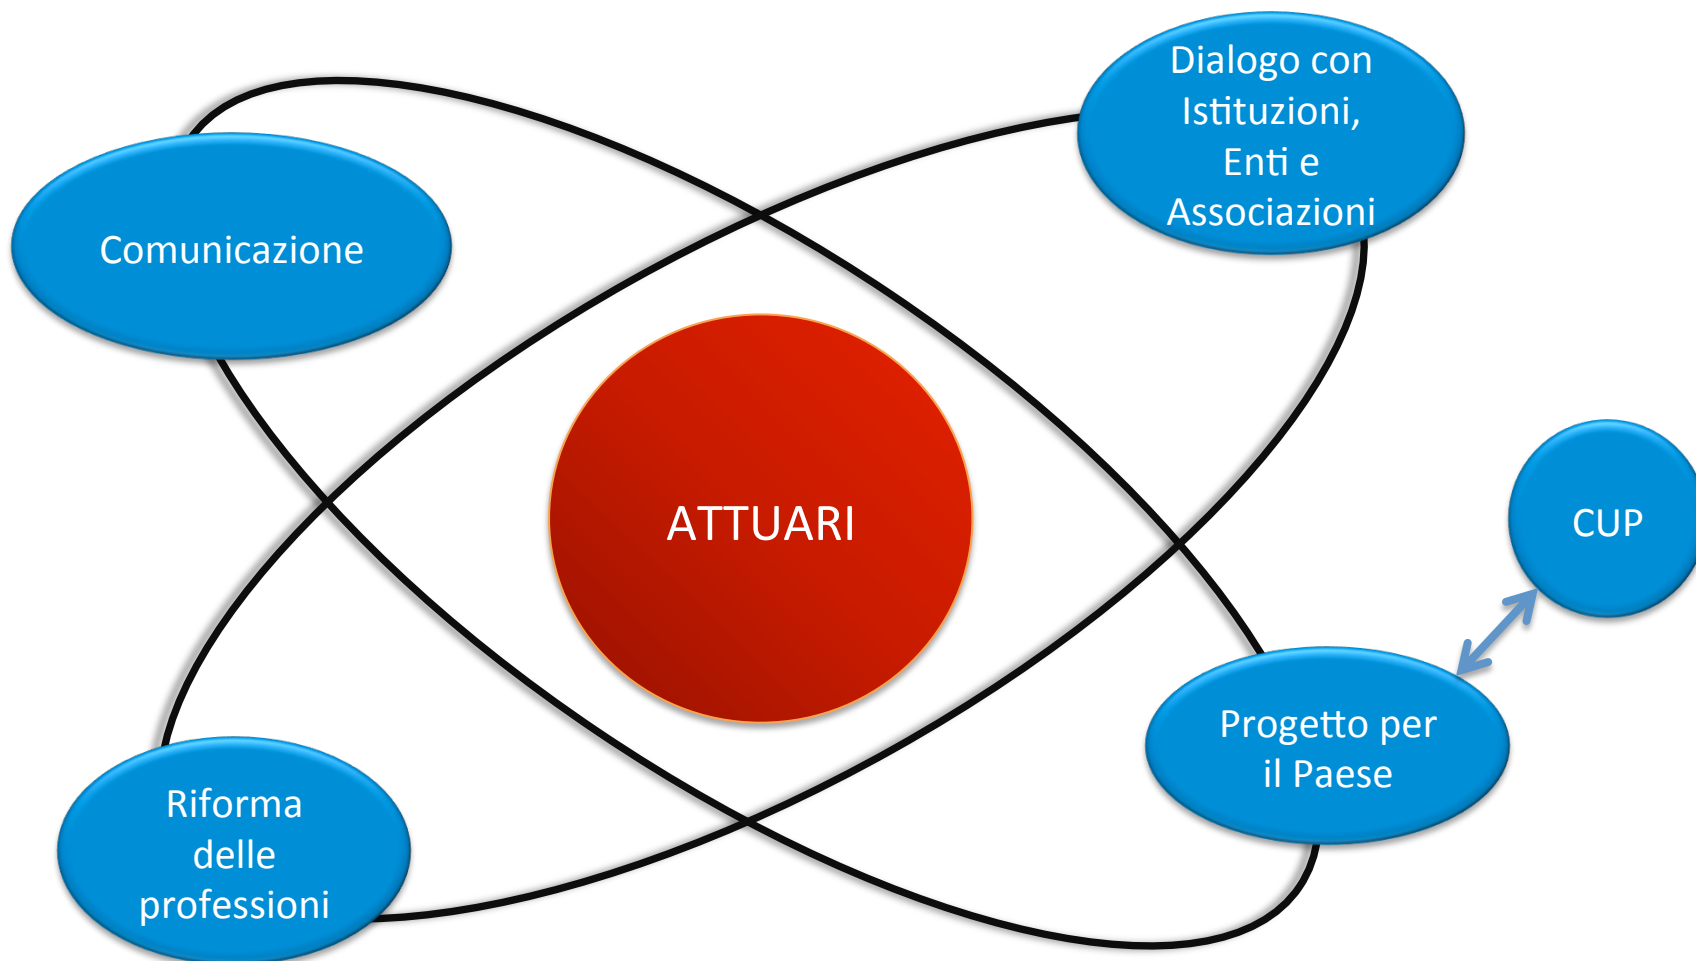 Dialogo con
Istituzioni,
Enti e
Associazioni
Comunicazione
ATTUARI
CUP
Progetto per
il Paese
Riforma
delle
professioni